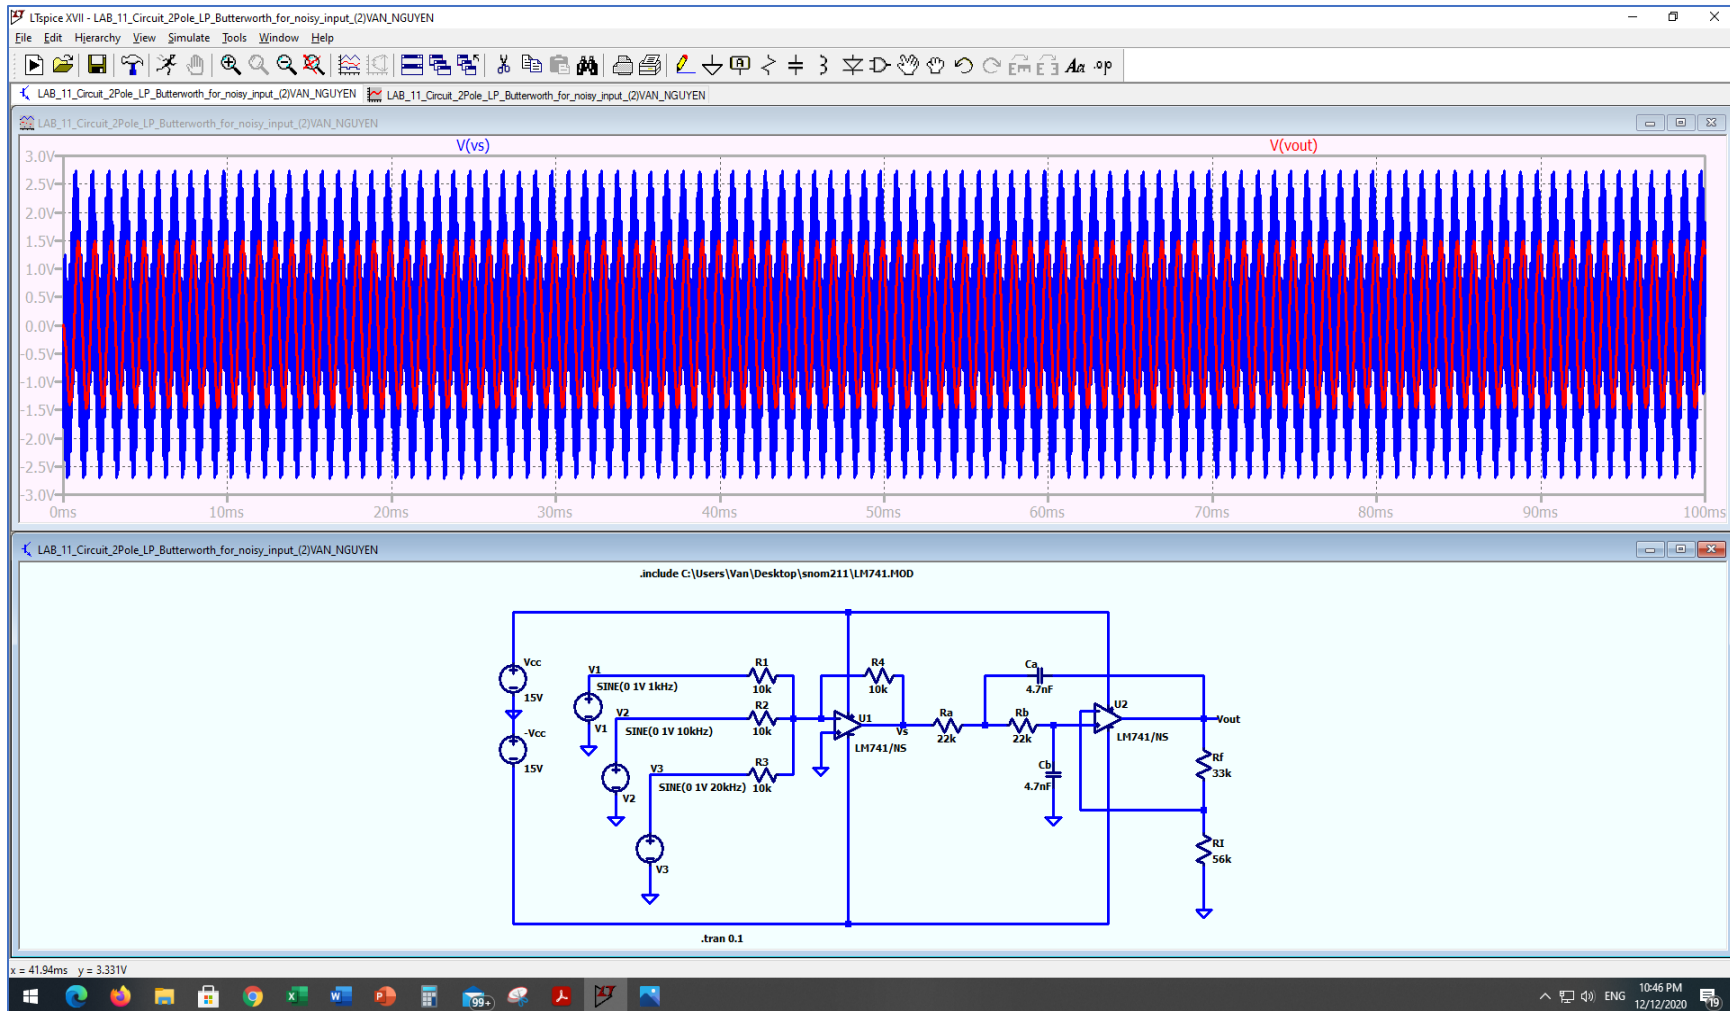 LTspice XVII - LAB_11_Circuit_2Pole_LP_Butterworth_for_noisy_input_(2)VAN_NGUYEN
File Edit Hierarchy View Simulate Tools Window Help
Aa .op
LAB_11_Circuit_2Pole_LP_Butterworth_for_noisy_input_(2)VAN_NGUYEN LAB_11_Circuit_2Pole_LP_Butterworth_for_noisy_input_(2)VAN_NGUYEN
LAB_11_Circuit_2Pole_LP_Butterworth_for_noisy_input_(2)VAN_NGUYEN
V(vs) V(vout)
3.0V
2.5V
2.0V
1.5V
1.0V
0.5V
0.0V
-0.5V
-1.0V
-1.5V
-2.0V
-2.5V
-3.0V
0ms 10ms 20ms 30ms 40ms 50ms 60ms 70ms 80ms 90ms 100ms
LAB_11_Circuit_2Pole_LP_Butterworth_for_noisy_input_(2)VAN_NGUYEN
.include C:\Users\Van\Desktop\snom211\LM741.MOD
Vcc
15V
-Vcc
15V
V1
SINE(0 1V 1kHz)
V1
V2
SINE(0 1V 10kHz)
V2
V3
SINE(0 1V 20kHz)
V3
R1
10k
R2
10k
R3
10k
R4
10k
U1
LM741/NS
Vs
Ra
22k
Rb
22k
Ca
4.7nF
Cb
4.7nF
U2
LM741/NS
Vout
Rf
33k
RI
56k
.tran 0.1
x = 41.94ms y = 3.331V
99+
ENG
10:46 PM
12/12/2020
19